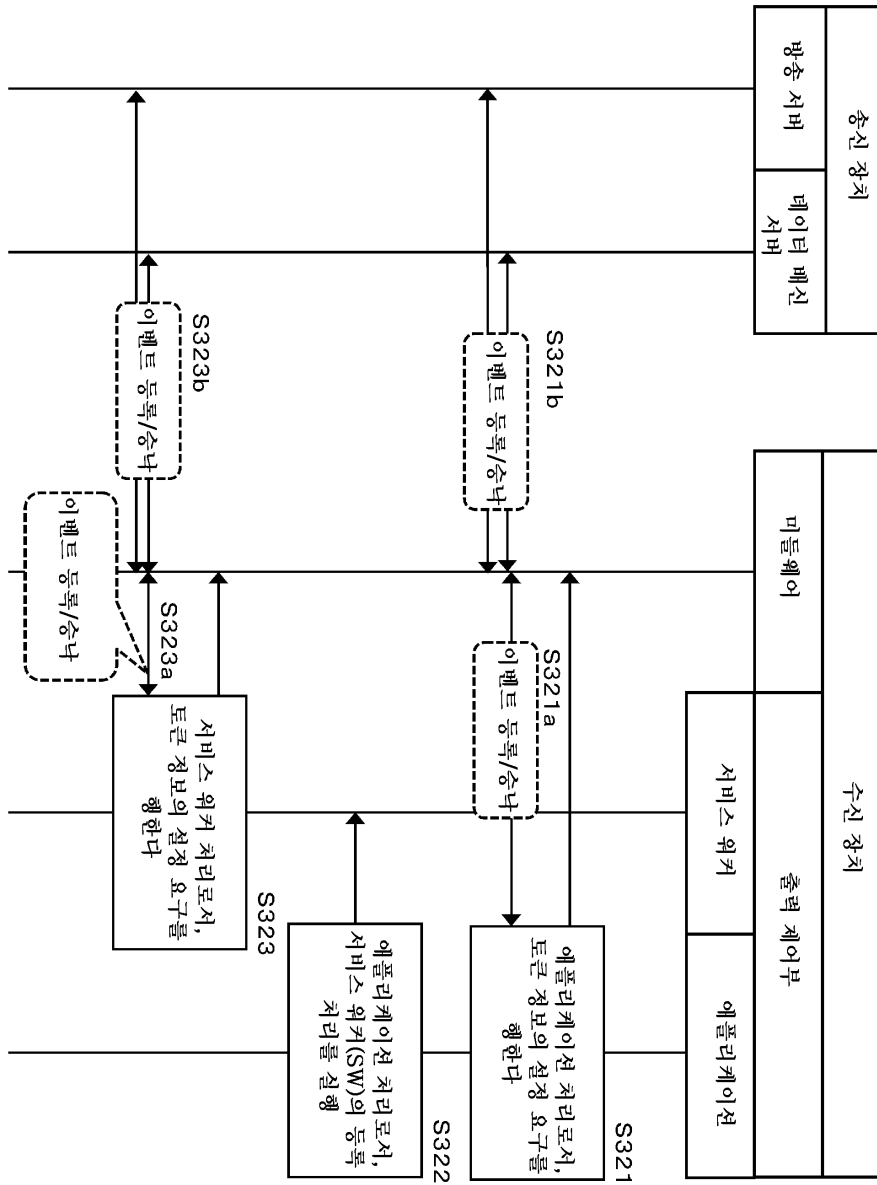 송신 장치
방송 서버
데이터 배신
서버
수신 장치
미들웨어
출력 제어부
서비스 워커
애플리케이션
S321
애플리케이션 처리로서,
토큰 정보의 설정 요구를
행한다
S321a
이벤트 등록/승낙
S321b
이벤트 등록/승낙
S322
애플리케이션 처리로서,
서비스 워커(SW)의 등록
처리를 실행
S323
서비스 워커 처리로서,
토큰 정보의 설정 요구를
행한다
S323a
이벤트 등록/승낙
S323b
이벤트 등록/승낙